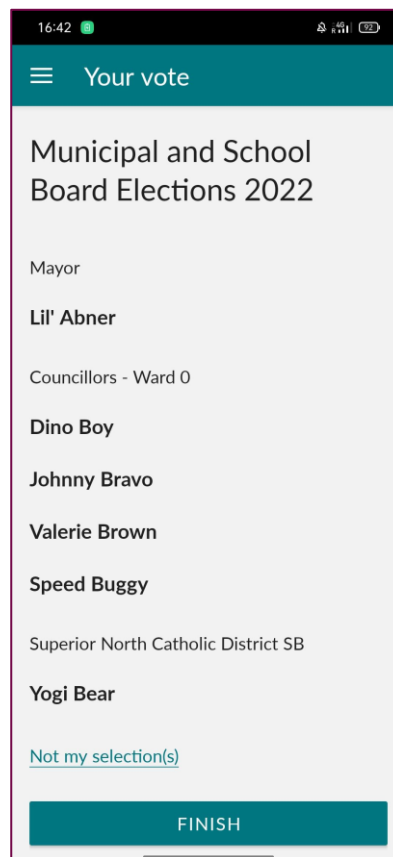 16:42
4G
R
92
Your vote
Municipal and School
Board Elections 2022
Mayor
Lil' Abner
Councillors - Ward 0
Dino Boy
Johnny Bravo
Valerie Brown
Speed Buggy
Superior North Catholic District SB
Yogi Bear
Not my selection(s)
FINISH